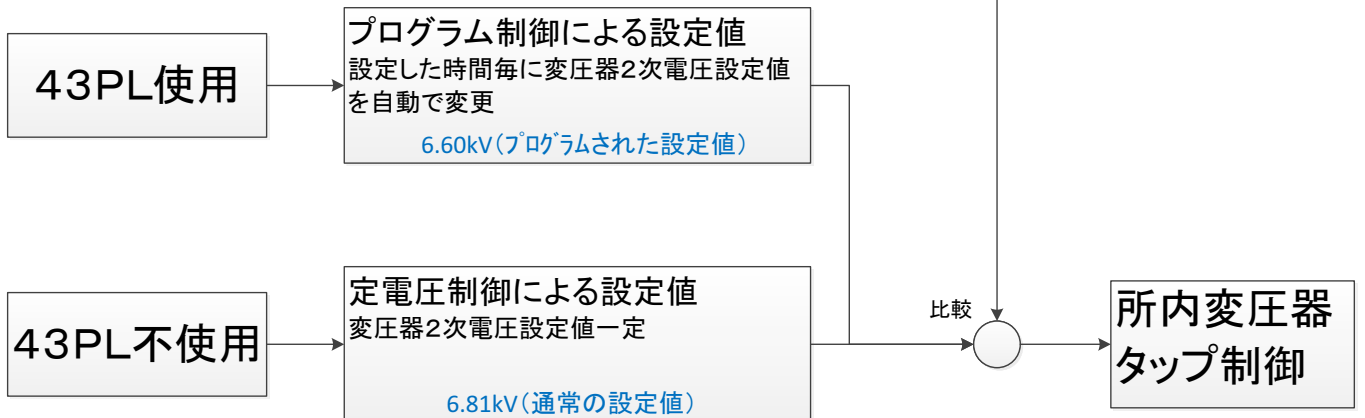 43PL使用
プログラム制御による設定値
設定した時間毎に変圧器2次電圧設定値
を自動で変更
6.60kV(プログラムされた設定値)
43PL不使用
定電圧制御による設定値
変圧器2次電圧設定値一定
6.81kV(通常の設定値)
比較
所内変圧器
タップ制御